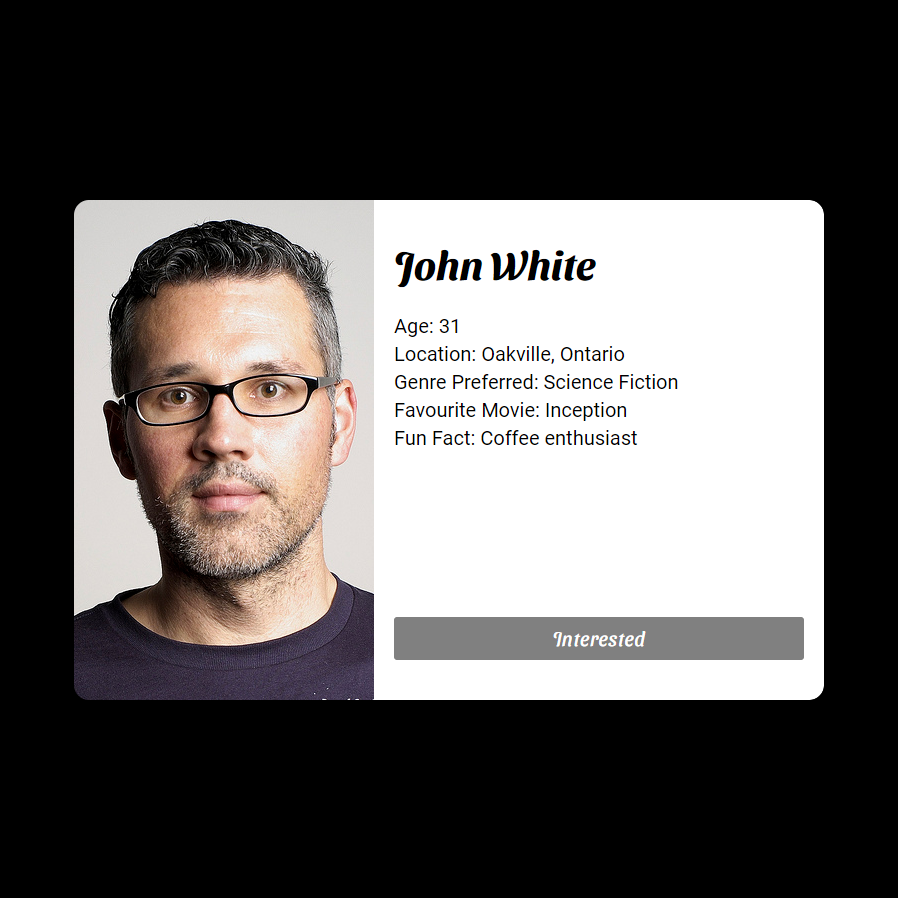 John White
Age: 31
Location: Oakville, Ontario
Genre Preferred: Science Fiction
Favourite Movie: Inception
Fun Fact: Coffee enthusiast
Interested